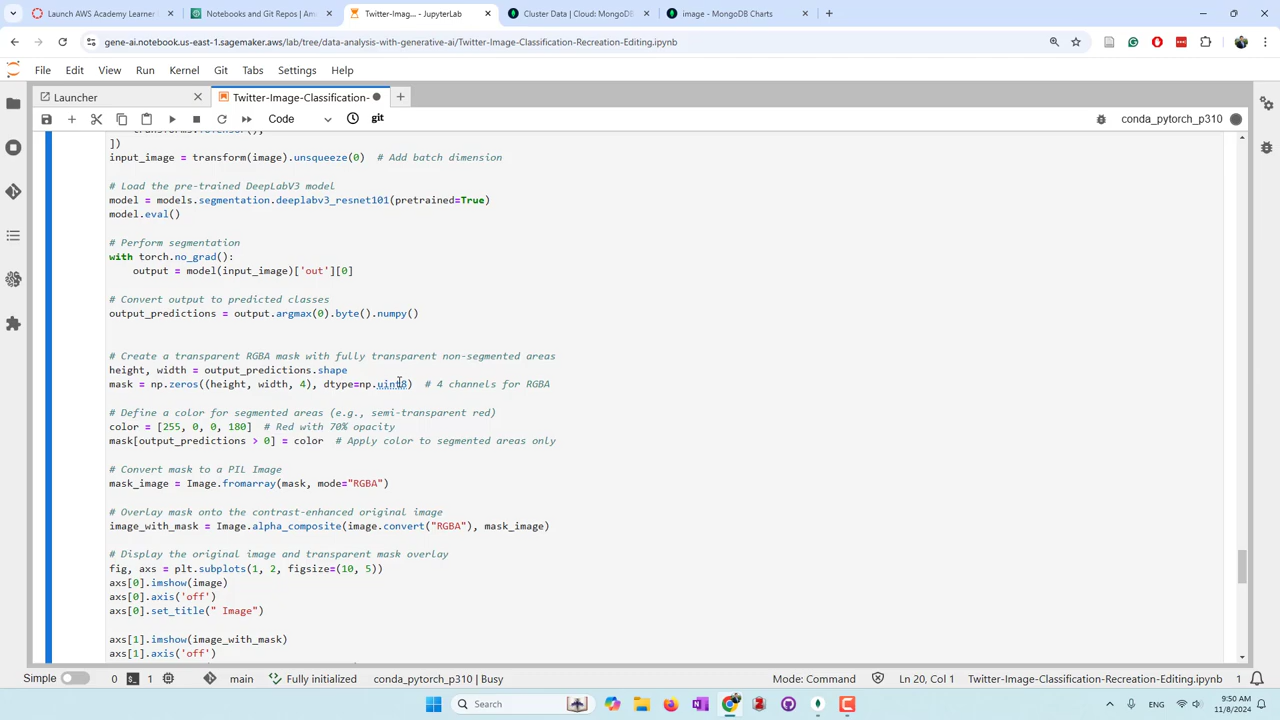 Launch AWS Academy Learner
Notebooks and Git Repos | Am
Twitter-Imag... - JupyterLab
Cluster Data | Cloud: MongoDB
image - MongoDB Charts
gene-ai.notebook.us-east-1.sagemaker.aws/lab/tree/data-analysis-with-generative-ai/Twitter-Image-Classification-Recreation-Editing.ipynb
File Edit View Run Kernel Git Tabs Settings Help
Launcher
Twitter-Image-Classification-
Code
git
conda_pytorch_p310
transforms.ToTensor(),
])
input_image = transform(image).unsqueeze(0)  # Add batch dimension
# Load the pre-trained DeepLabV3 model
model = models.segmentation.deeplabv3_resnet101(pretrained=True)
model.eval()
# Perform segmentation
with torch.no_grad():
output = model(input_image)['out'][0]
# Convert output to predicted classes
output_predictions = output.argmax(0).byte().numpy()
# Create a transparent RGBA mask with fully transparent non-segmented areas
height, width = output_predictions.shape
mask = np.zeros((height, width, 4), dtype=np.uint8)  # 4 channels for RGBA
# Define a color for segmented areas (e.g., semi-transparent red)
color = [255, 0, 0, 180]  # Red with 70% opacity
mask[output_predictions > 0] = color  # Apply color to segmented areas only
# Convert mask to a PIL Image
mask_image = Image.fromarray(mask, mode="RGBA")
# Overlay mask onto the contrast-enhanced original image
image_with_mask = Image.alpha_composite(image.convert("RGBA"), mask_image)
# Display the original image and transparent mask overlay
fig, axs = plt.subplots(1, 2, figsize=(10, 5))
axs[0].imshow(image)
axs[0].axis('off')
axs[0].set_title(" Image")
axs[1].imshow(image_with_mask)
axs[1].axis('off')
Simple 0 1 main Fully initialized conda_pytorch_p310 | Busy Mode: Command Ln 20, Col 1 Twitter-Image-Classification-Recreation-Editing.ipynb 1
Search
ENG
9:50 AM
11/8/2024